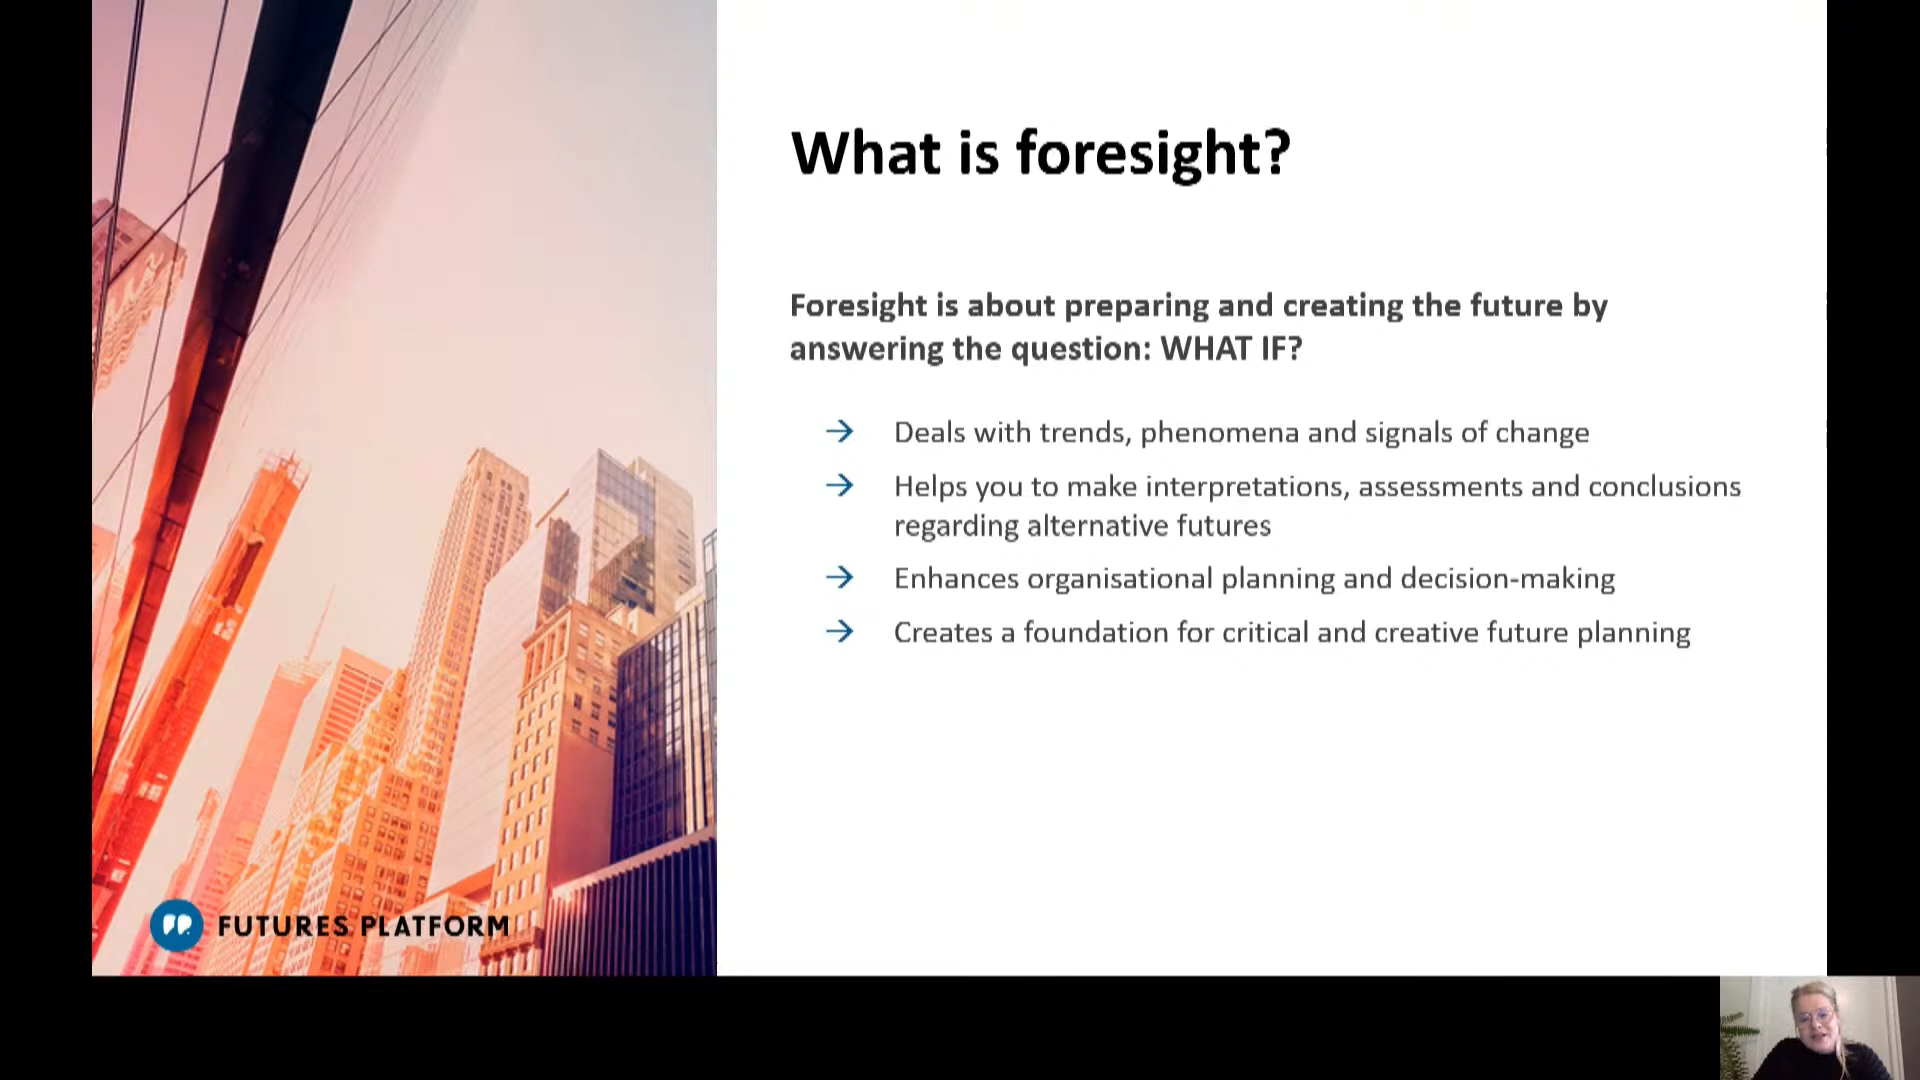 What is foresight?
Foresight is about preparing and creating the future by
answering the question: WHAT IF?
→ Deals with trends, phenomena and signals of change
→ Helps you to make interpretations, assessments and conclusions
regarding alternative futures
→ Enhances organisational planning and decision-making
→ Creates a foundation for critical and creative future planning
FUTURES PLATFORM